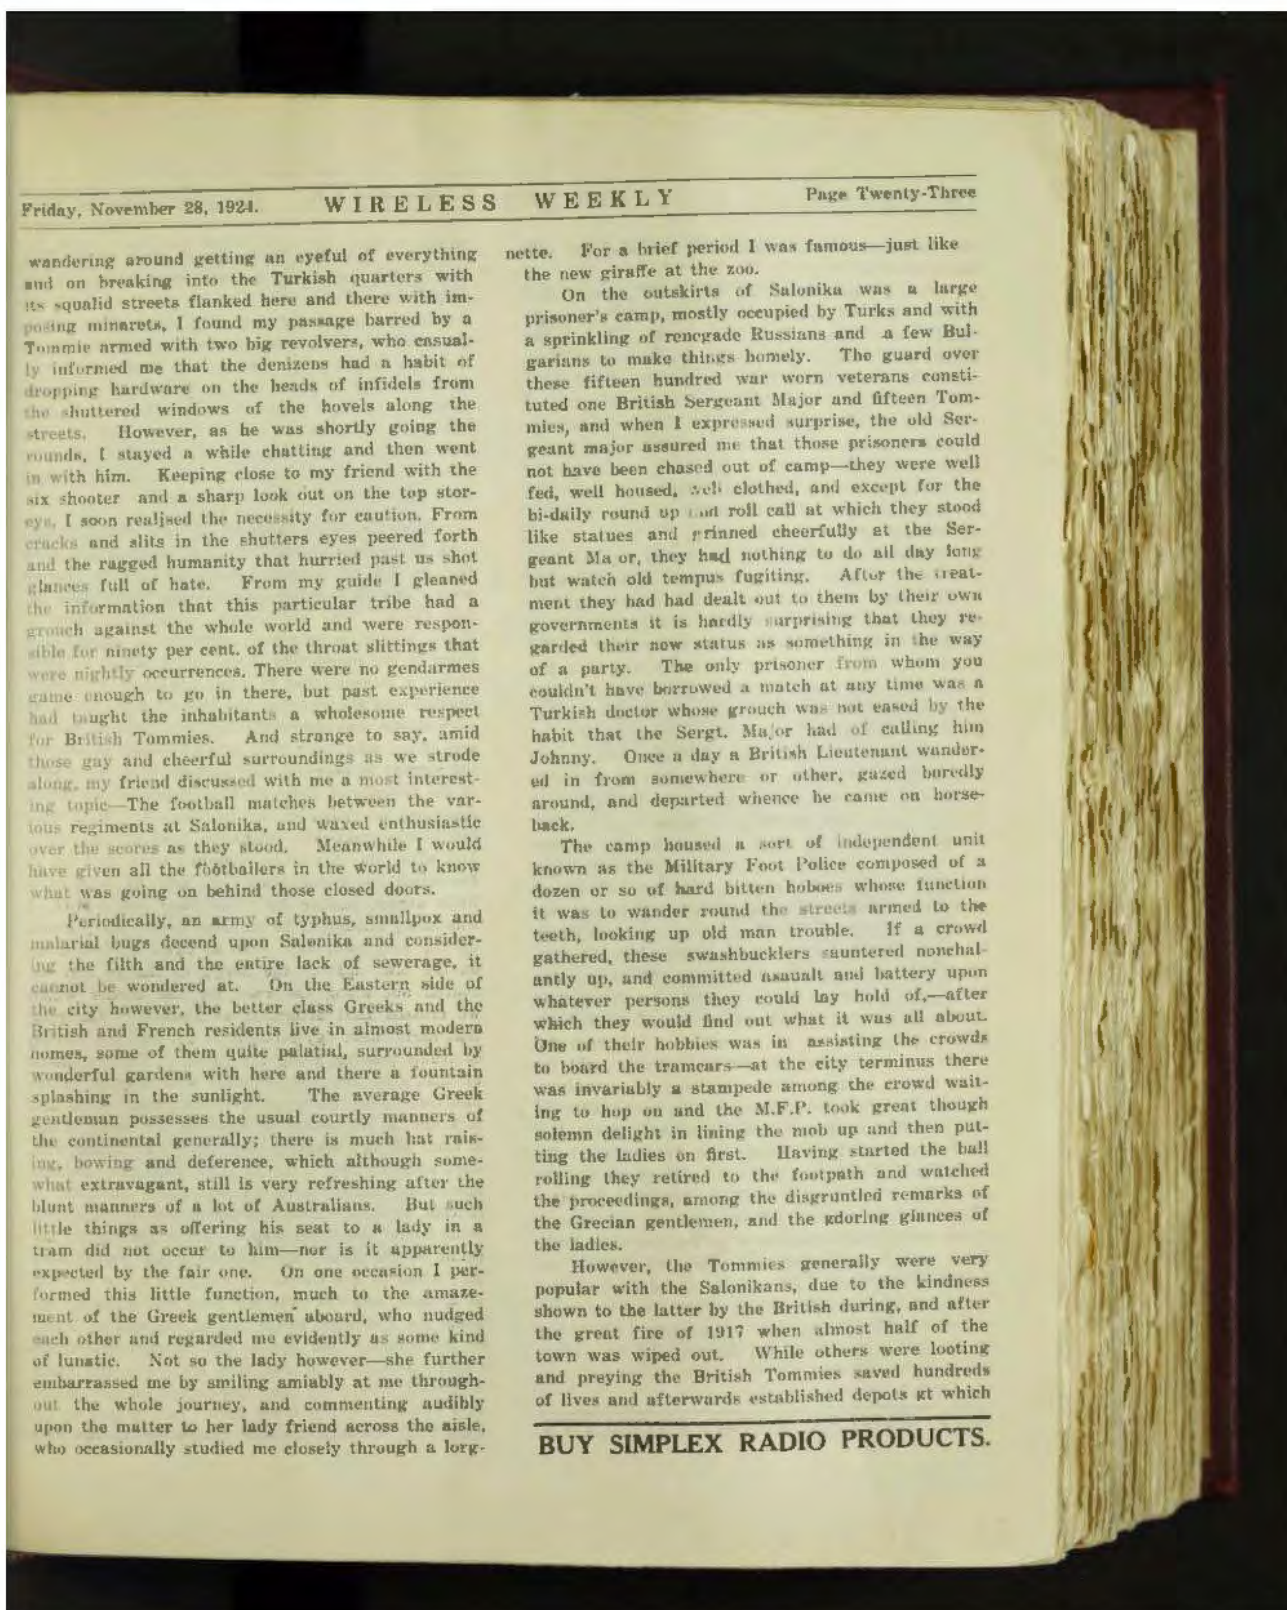 Friday, November 28, 1924. WIRELESS WEEKLY Page Twenty-Three
wandering around getting an eyeful of everything
and on breaking into the Turkish quarters with
its squalid streets flanked here and there with im-
posing minarets, I found my passage barred by a
Tommie armed with two big revolvers, who casual-
ly informed me that the denizens had a habit of
dropping hardware on the heads of infidels from
the shuttered windows of the hovels along the
streets. However, as he was shortly going the
rounds, I stayed a while chatting and then went
in with him. Keeping close to my friend with the
six shooter and a sharp look out on the top stor-
eys, I soon realised the necessity for caution. From
cracks and slits in the shutters eyes peered forth
and the ragged humanity that hurried past us shot
glances full of hate. From my guide I gleaned
the information that this particular tribe had a
grouch against the whole world and were respon-
sible for ninety per cent. of the throat slittings that
were nightly occurrences. There were no gendarmes
game enough to go in there, but past experience
had taught the inhabitants a wholesome respect
for British Tommies. And strange to say, amid
those gay and cheerful surroundings as we strode
along, my friend discussed with me a most interest-
ing topic—The football matches between the var-
ious regiments at Salonika, and waxed enthusiastic
over the scores as they stood. Meanwhile I would
have given all the footballers in the world to know
what was going on behind those closed doors.
Periodically, an army of typhus, smallpox and
malarial bugs decend upon Salonika and consider-
ing the filth and the entire lack of sewerage, it
cannot be wondered at. On the Eastern side of
the city however, the better class Greeks and the
British and French residents live in almost modern
homes, some of them quite palatial, surrounded by
wonderful gardens with here and there a fountain
splashing in the sunlight. The average Greek
gentleman possesses the usual courtly manners of
the continental generally; there is much hat rais-
ing, bowing and deference, which although some-
what extravagant, still is very refreshing after the
blunt manners of a lot of Australians. But such
little things as offering his seat to a lady in a
tram did not occur to him—nor is it apparently
expected by the fair one. On one occasion I per-
formed this little function, much to the amaze-
ment of the Greek gentlemen aboard, who nudged
each other and regarded me evidently as some kind
of lunatic. Not so the lady however—she further
embarrassed me by smiling amiably at me through-
out the whole journey, and commenting audibly
upon the matter to her lady friend across the aisle,
who occasionally studied me closely through a lorg-
nette. For a brief period I was famous—just like
the new giraffe at the zoo.
On the outskirts of Salonika was a large
prisoner's camp, mostly occupied by Turks and with
a sprinkling of renegade Russians and a few Bul-
garians to make things homely. The guard over
these fifteen hundred war worn veterans consti-
tuted one British Sergeant Major and fifteen Tom-
mies, and when I expressed surprise, the old Ser-
geant major assured me that those prisoners could
not have been chased out of camp—they were well
fed, well housed, well clothed, and except for the
bi-daily round up and roll call at which they stood
like statues and grinned cheerfully at the Ser-
geant Ma or, they had nothing to do all day long
but watch old tempus fugiting. After the treat-
ment they had had dealt out to them by their own
governments it is hardly surprising that they re-
garded their new status as something in the way
of a party. The only prisoner from whom you
couldn't have borrowed a match at any time was a
Turkish doctor whose grouch was not eased by the
habit that the Sergt. Major had of calling him
Johnny. Once a day a British Lieutenant wander-
ed in from somewhere or other, gazed boredly
around, and departed whence he came on horse-
back.
The camp housed a sort of independent unit
known as the Military Foot Police composed of a
dozen or so of hard bitten hoboes whose function
it was to wander round the streets armed to the
teeth, looking up old man trouble. If a crowd
gathered, these swashbucklers sauntered nonchal-
antly up, and committed asaualt and battery upon
whatever persons they could lay hold of,—after
which they would find out what it was all about.
One of their hobbies was in assisting the crowds
to board the tramcars—at the city terminus there
was invariably a stampede among the crowd wait-
ing to hop on and the M.F.P. took great though
solemn delight in lining the mob up and then put-
ting the ladies on first. Having started the ball
rolling they retired to the footpath and watched
the proceedings, among the disgruntled remarks of
the Grecian gentlemen, and the gdoring glances of
the ladies.
However, the Tommies generally were very
popular with the Salonikans, due to the kindness
shown to the latter by the British during, and after
the great fire of 1917 when almost half of the
town was wiped out. While others were looting
and preying the British Tommies saved hundreds
of lives and afterwards established depots gt which
BUY SIMPLEX RADIO PRODUCTS.